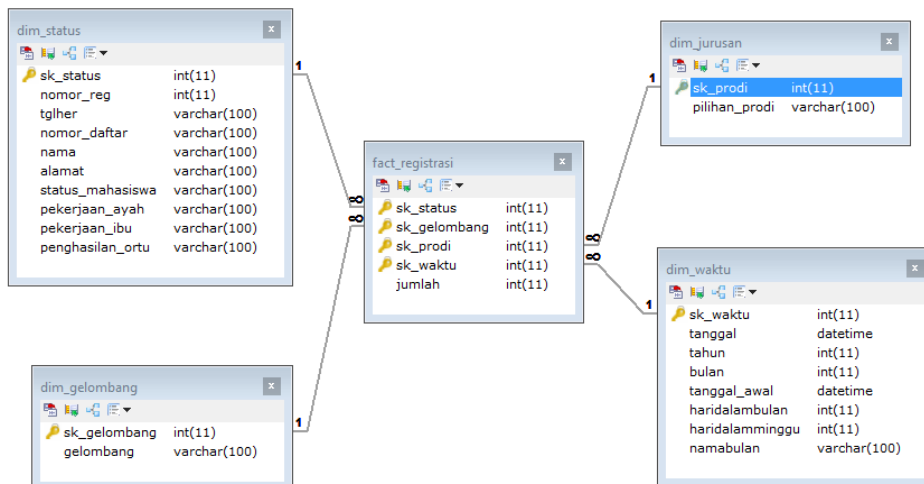 dim_status
sk_status int(11)
nomor_reg int(11)
tglher varchar(100)
nomor_daftar varchar(100)
nama varchar(100)
alamat varchar(100)
status_mahasiswa varchar(100)
pekerjaan_ayah varchar(100)
pekerjaan_ibu varchar(100)
penghasilan_ortu varchar(100)
1
∞
dim_jurusan
sk_prodi int(11)
pilihan_prodi varchar(100)
1
∞
fact_registrasi
sk_status int(11)
sk_gelombang int(11)
sk_prodi int(11)
sk_waktu int(11)
jumlah int(11)
∞
1
dim_gelombang
sk_gelombang int(11)
gelombang varchar(100)
∞
1
dim_waktu
sk_waktu int(11)
tanggal datetime
tahun int(11)
bulan int(11)
tanggal_awal datetime
haridalambulan int(11)
haridalamminggu int(11)
namabulan varchar(100)